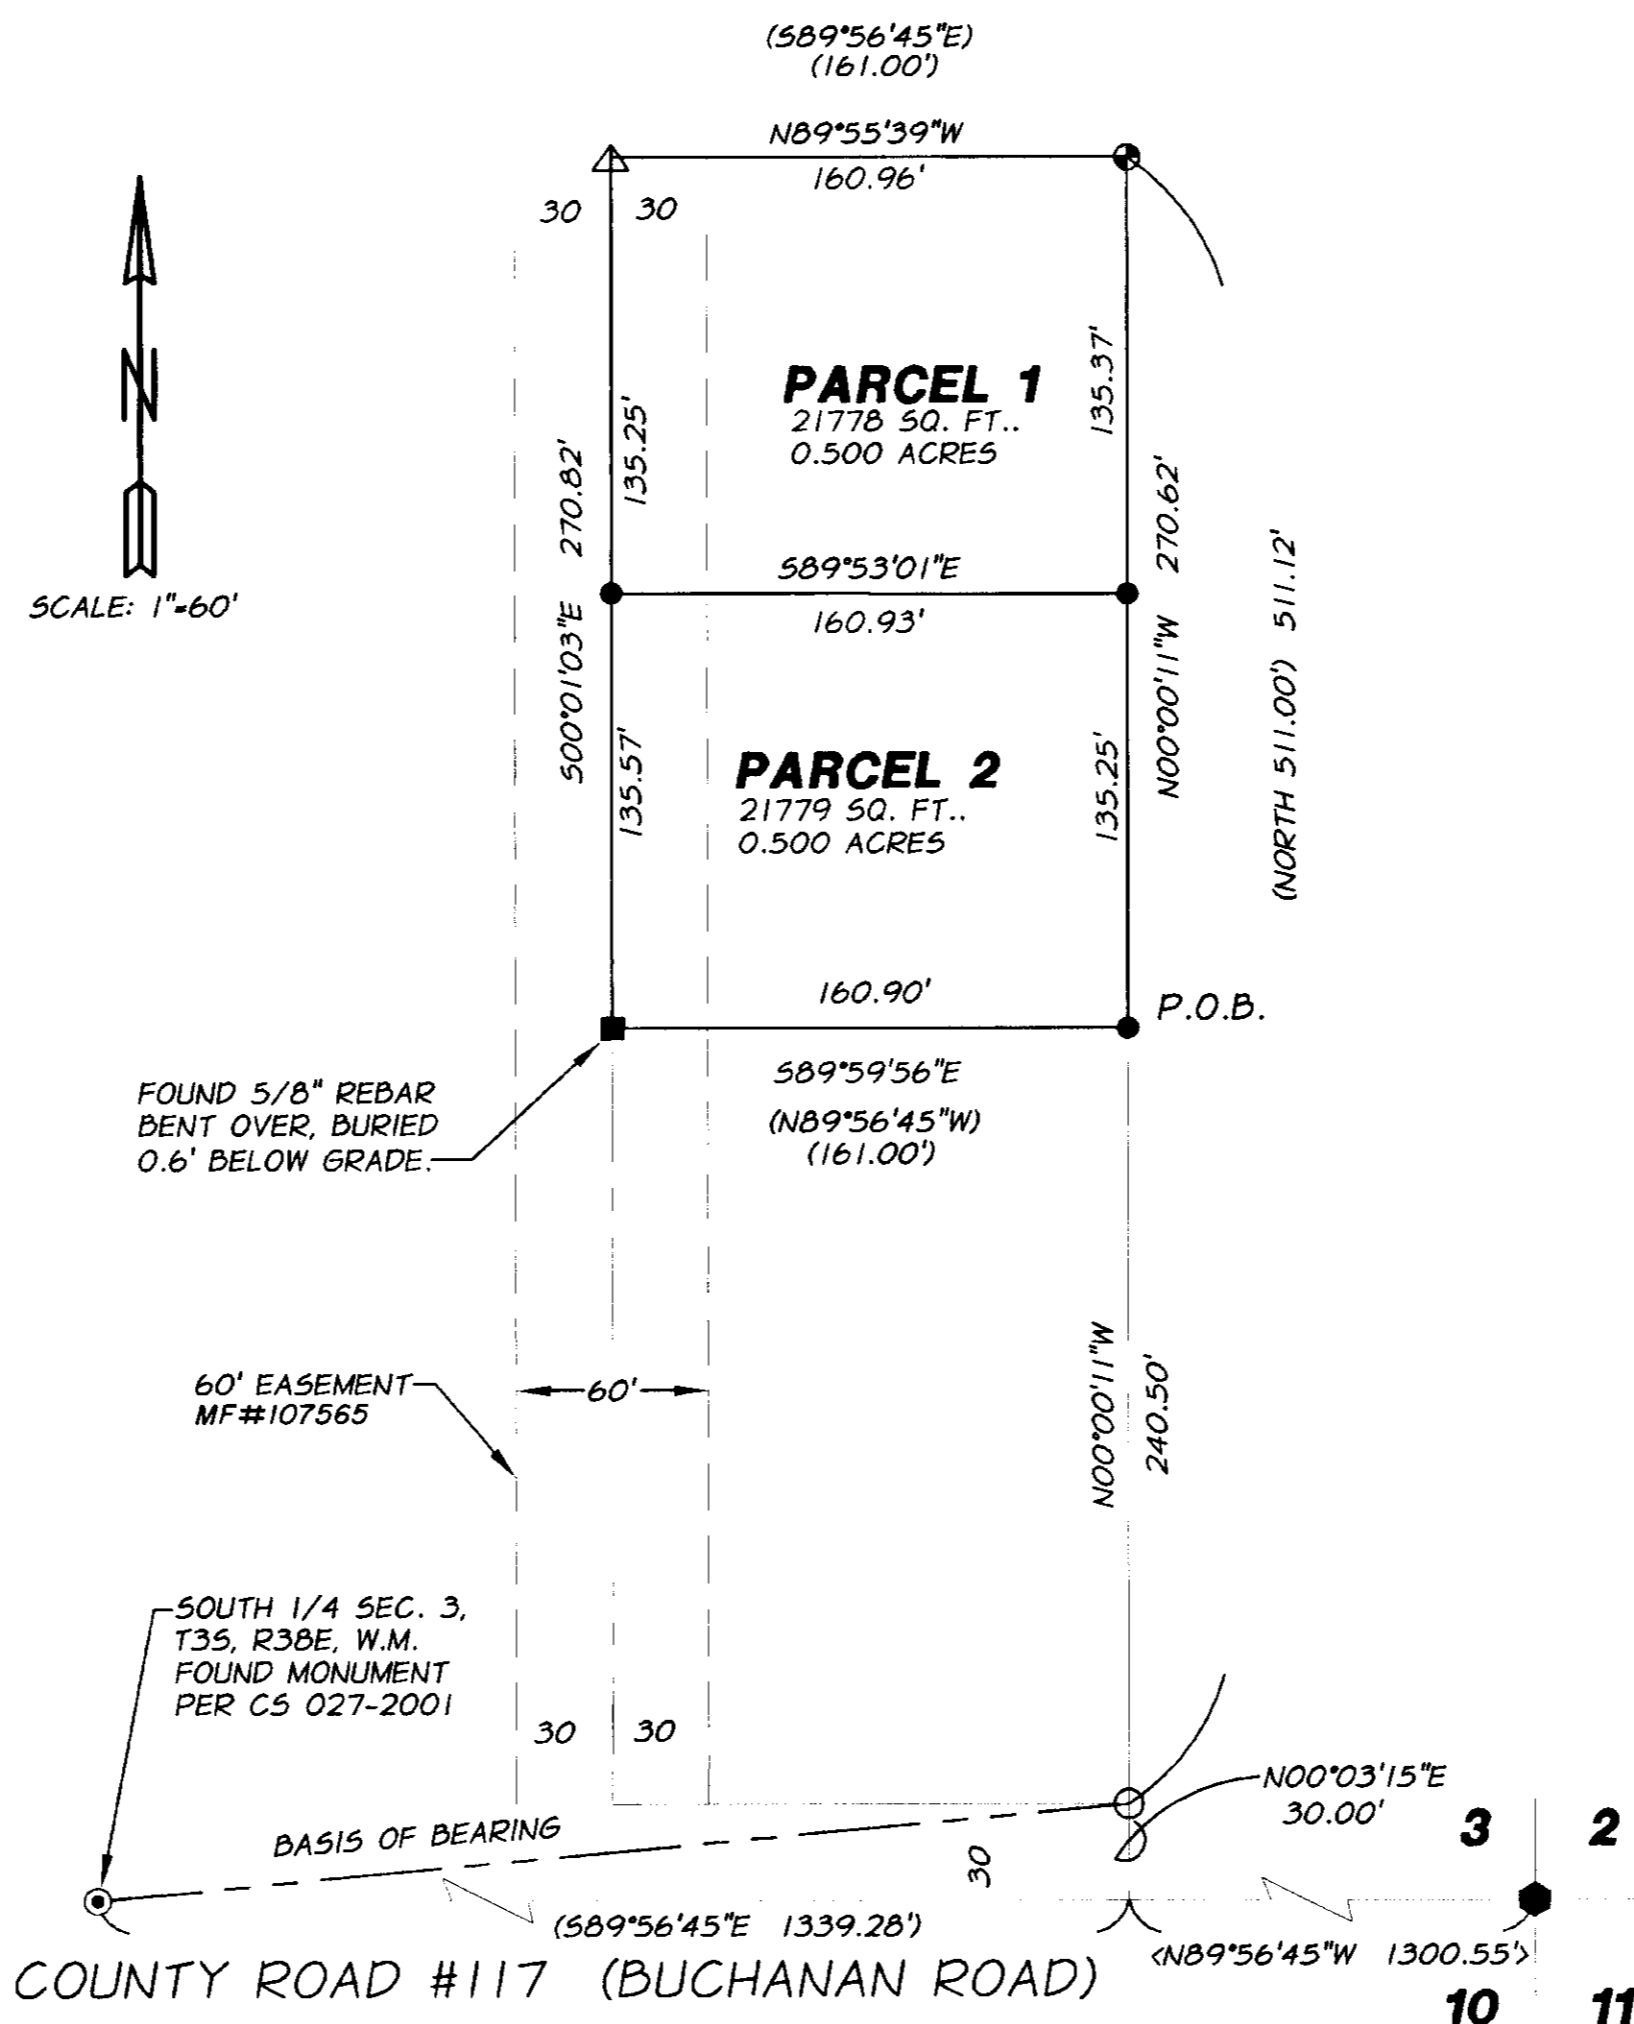 (S89°56'45"E)
(161.00')
N89°55'39"W
160.96'
30 30
N
SCALE: 1"=60'
PARCEL 1
21778 SQ. FT..
0.500 ACRES
135.25'
135.37'
S00°01'03"E 270.82'
N00°00'11"W 270.62'
(NORTH 511.00') 511.12'
S89°53'01"E
160.93'
PARCEL 2
21779 SQ. FT..
0.500 ACRES
135.57'
135.25'
160.90'
P.O.B.
S89°59'56"E
(N89°56'45"W)
(161.00')
FOUND 5/8" REBAR
BENT OVER, BURIED
0.6' BELOW GRADE.
60' EASEMENT
MF#107565
60'
N00°00'11"W
240.50'
SOUTH 1/4 SEC. 3,
T3S, R38E, W.M.
FOUND MONUMENT
PER CS 027-2001
30 30
N00°03'15"E
30.00'
BASIS OF BEARING
30
3 2
(S89°56'45"E 1339.28')
<N89°56'45"W 1300.55'>
COUNTY ROAD #117 (BUCHANAN ROAD)
10 11